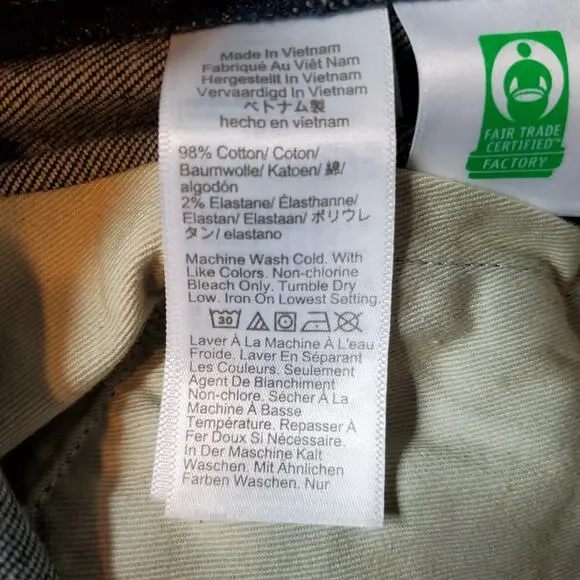 Made In Vietnam
Fabriqué Au Viêt Nam
Hergestellt In Vietnam
Vervaardigd In Vietnam
ベトナム製
hecho en vietnam
98% Cotton/ Coton/
Baumwolle/ Katoen/ 綿/
algodón
2% Elastane/ Élasthanne/
Elastan/ Elastaan/ ポリウレ
タン/ elastano
Machine Wash Cold. With
Like Colors. Non-chlorine
Bleach Only. Tumble Dry
Low. Iron On Lowest Setting.
30
Laver À La Machine À L'eau
Froide. Laver En Séparant
Les Couleurs. Seulement
Agent De Blanchiment
Non-chlore. Sécher À La
Machine À Basse
Température. Repasser À
Fer Doux Si Nécessaire.
In Der Maschine Kalt
Waschen. Mit Ähnlichen
Farben Waschen. Nur
FAIR TRADE
CERTIFIED™
FACTORY